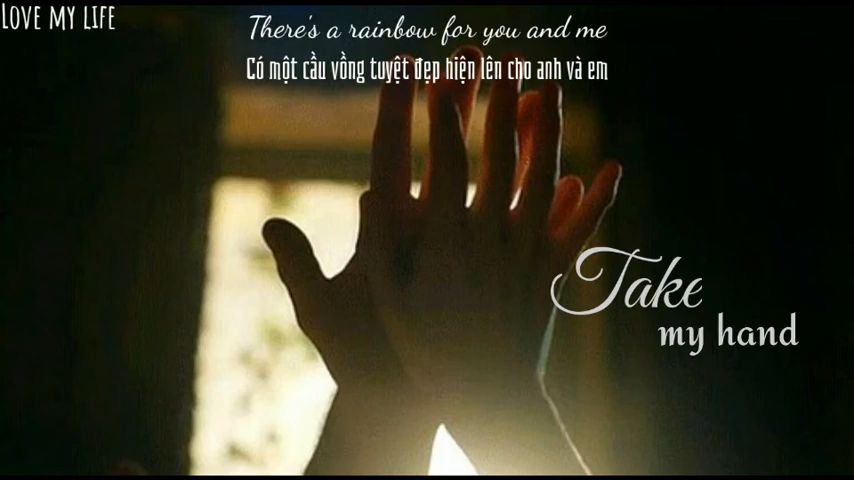 LOVE MY LIFE
There's a rainbow for you and me
Có một cầu vồng tuyệt đẹp hiện lên cho anh và em
Take
my hand